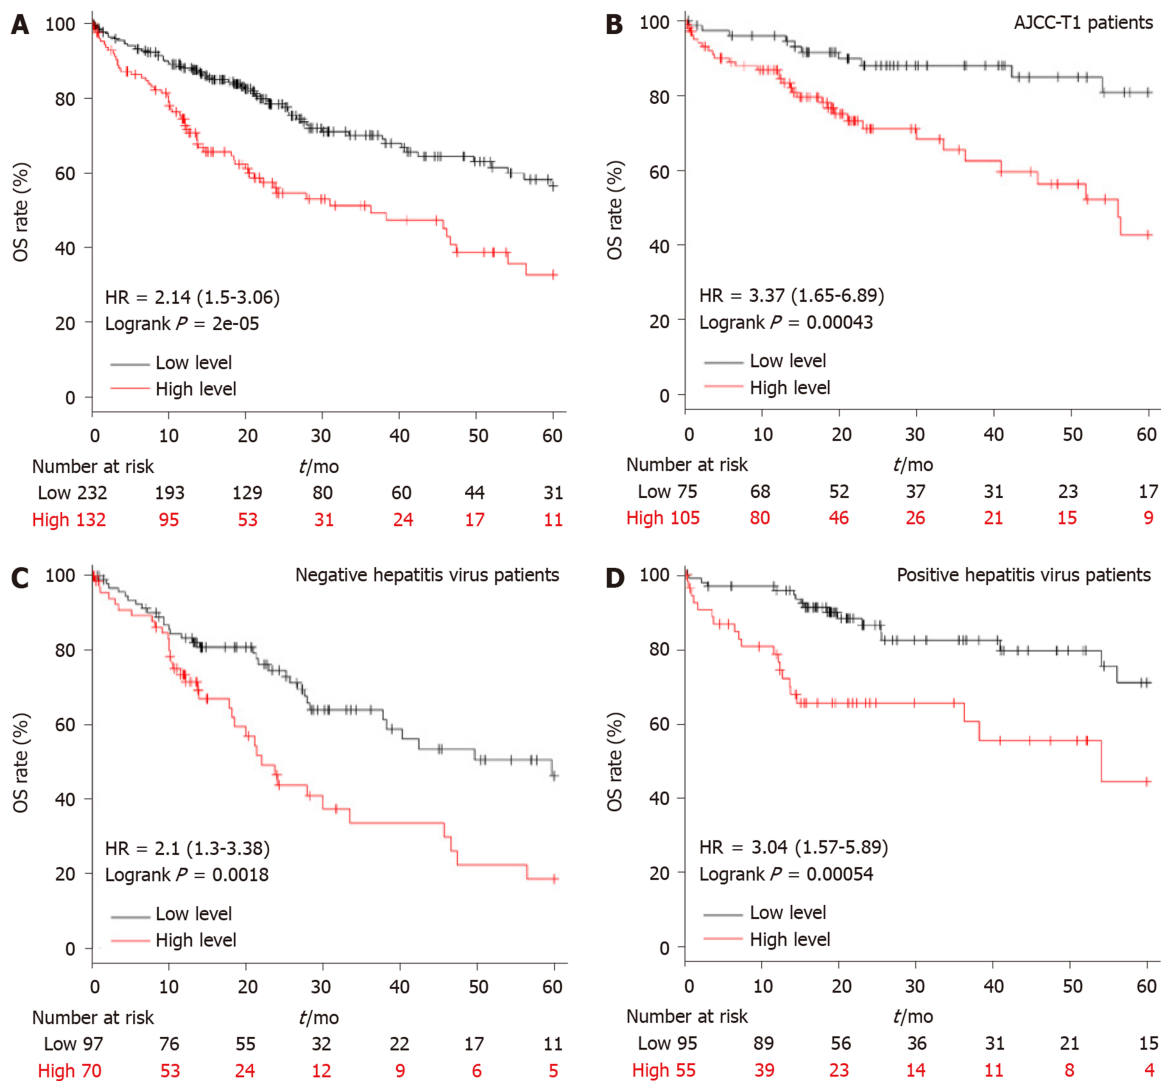 A
100
80
60
40
20
0
OS rate (%)
HR = 2.14 (1.5-3.06)
Logrank P = 2e-05
Low level
High level
0 10 20 30 40 50 60
Number at risk t/mo
Low 232 193 129 80 60 44 31
High 132 95 53 31 24 17 11
B
AJCC-T1 patients
100
80
60
40
20
0
OS rate (%)
HR = 3.37 (1.65-6.89)
Logrank P = 0.00043
Low level
High level
0 10 20 30 40 50 60
Number at risk t/mo
Low 75 68 52 37 31 23 17
High 105 80 46 26 21 15 9
C
Negative hepatitis virus patients
100
80
60
40
20
0
OS rate (%)
HR = 2.1 (1.3-3.38)
Logrank P = 0.0018
Low level
High level
0 10 20 30 40 50 60
Number at risk t/mo
Low 97 76 55 32 22 17 11
High 70 53 24 12 9 6 5
D
Positive hepatitis virus patients
100
80
60
40
20
0
OS rate (%)
HR = 3.04 (1.57-5.89)
Logrank P = 0.00054
Low level
High level
0 10 20 30 40 50 60
Number at risk t/mo
Low 95 89 56 36 31 21 15
High 55 39 23 14 11 8 4